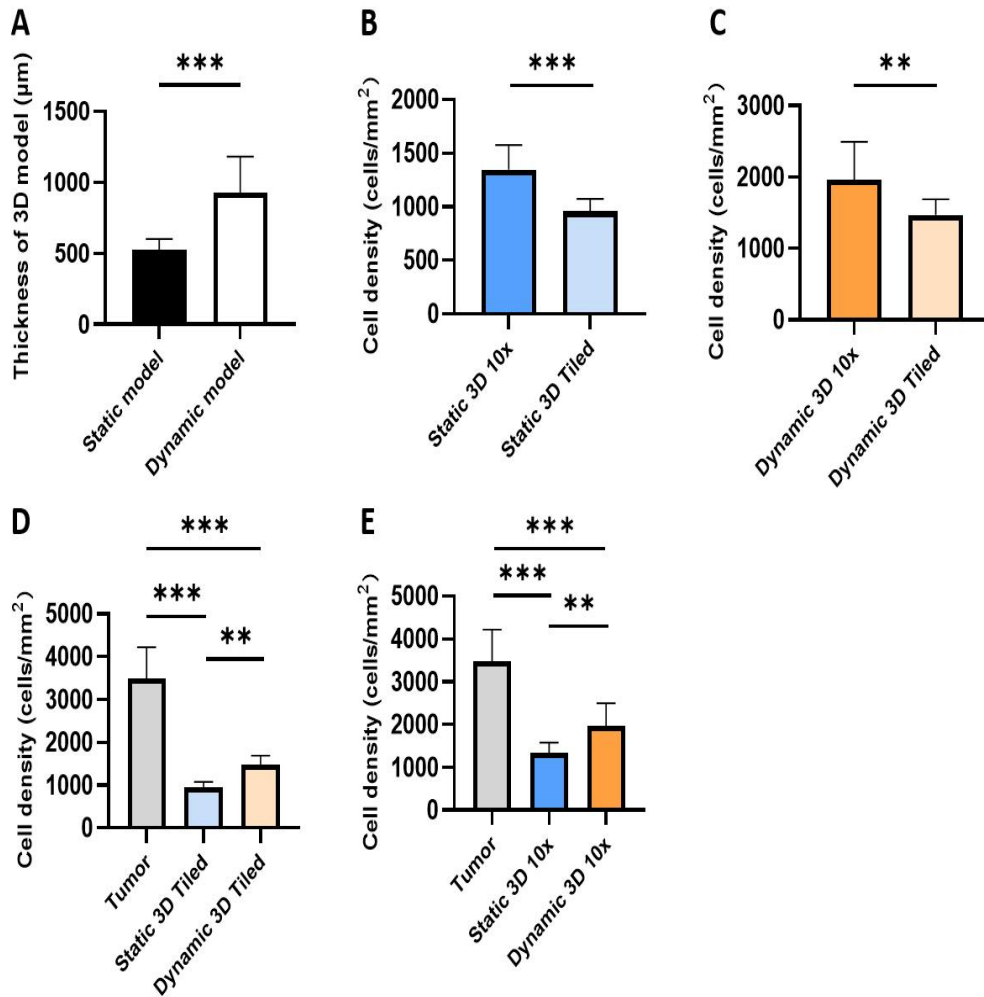 A
Thickness of 3D model (µm)
***
1500
1000
500
0
Static model
Dynamic model
B
Cell density (cells/mm²)
***
2000
1500
1000
500
0
Static 3D 10x
Static 3D Tiled
C
Cell density (cells/mm²)
**
3000
2000
1000
0
Dynamic 3D 10x
Dynamic 3D Tiled
D
Cell density (cells/mm²)
***
***
**
5000
4000
3000
2000
1000
0
Tumor
Static 3D Tiled
Dynamic 3D Tiled
E
Cell density (cells/mm²)
***
***
**
5000
4000
3000
2000
1000
0
Tumor
Static 3D 10x
Dynamic 3D 10x